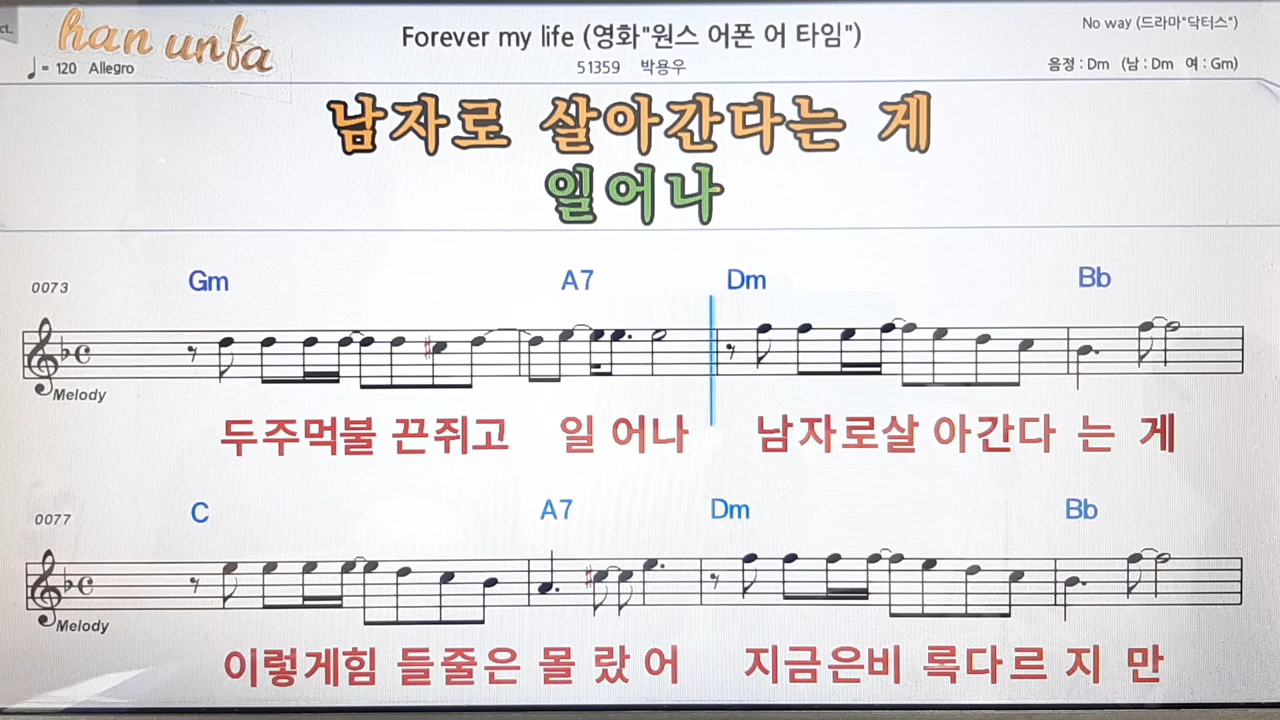 ct.
han unfa
Forever my life (영화"원스 어폰 어 타임")
No way (드라마"닥터스")
♩= 120 Allegro
51359 박용우
음정 : Dm (남 : Dm 여 : Gm)
남자로 살아간다는 게
일어나
0073
Gm A7 Dm Bb
Melody
두주먹불 끈쥐고 일 어나 남자로살 아간다 는 게
0077
C A7 Dm Bb
Melody
이렇게힘 들줄은 몰 랐 어 지금은비 록다르 지 만